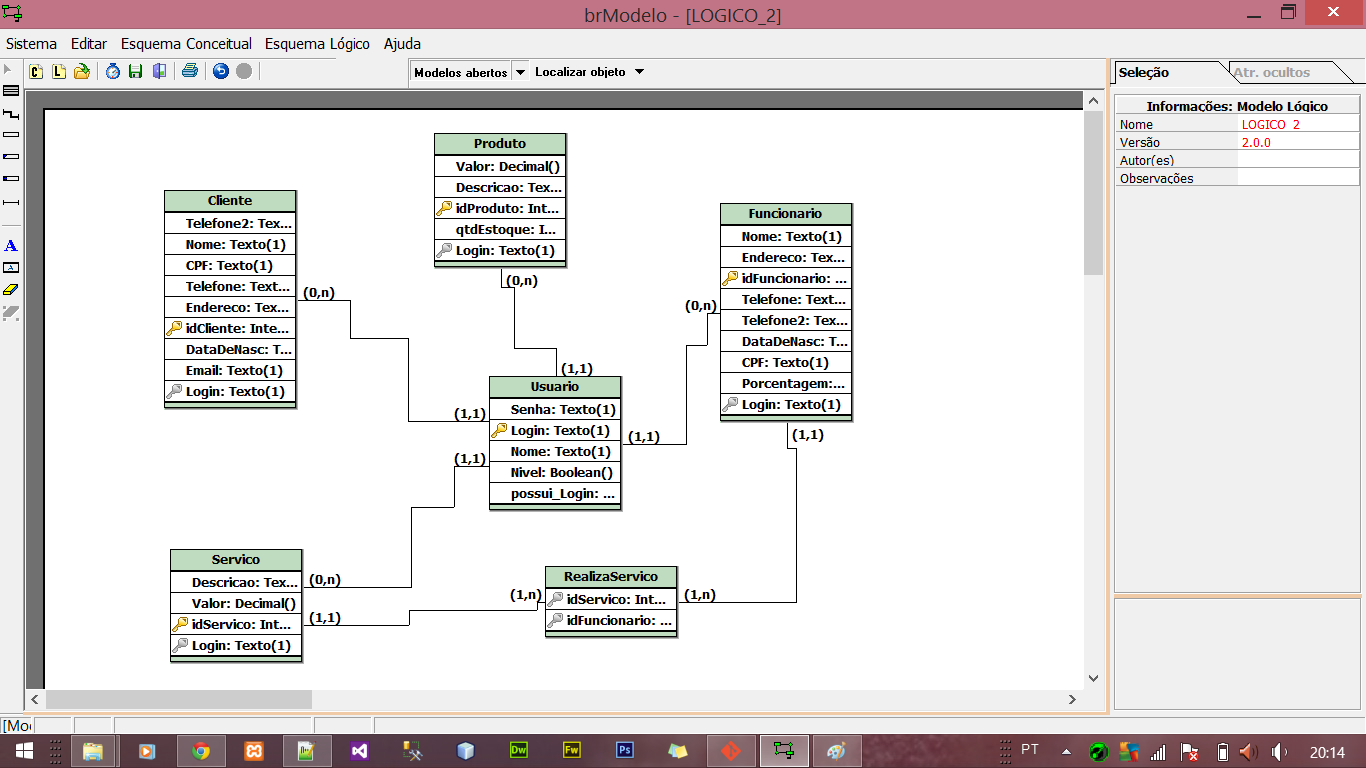 brModelo - [LOGICO_2]
Sistema Editar Esquema Conceitual Esquema Lógico Ajuda
C L Modelos abertos Localizar objeto
Seleção Atr. ocultos
Informações: Modelo Lógico
Nome LOGICO_2
Versão 2.0.0
Autor(es)
Observações
A
A
Produto
Valor: Decimal()
Descricao: Tex...
idProduto: Int...
qtdEstoque: I...
Login: Texto(1)
(0,n)
(1,1)
Cliente
Telefone2: Tex...
Nome: Texto(1)
CPF: Texto(1)
Telefone: Text...
Endereco: Tex...
idCliente: Inte...
DataDeNasc: T...
Email: Texto(1)
Login: Texto(1)
(0,n)
(1,1)
Funcionario
Nome: Texto(1)
Endereco: Tex...
idFuncionario: ...
Telefone: Text...
Telefone2: Tex...
DataDeNasc: T...
CPF: Texto(1)
Porcentagem:...
Login: Texto(1)
(0,n)
(1,1)
(1,1)
Usuario
Senha: Texto(1)
Login: Texto(1)
Nome: Texto(1)
Nivel: Boolean()
possui_Login: ...
(1,1)
Servico
Descricao: Tex...
Valor: Decimal()
idServico: Int...
Login: Texto(1)
(0,n)
(1,1)
RealizaServico
idServico: Int...
idFuncionario: ...
(1,n)
(1,n)
[Mo
Dw Fw Ps PT 20:14